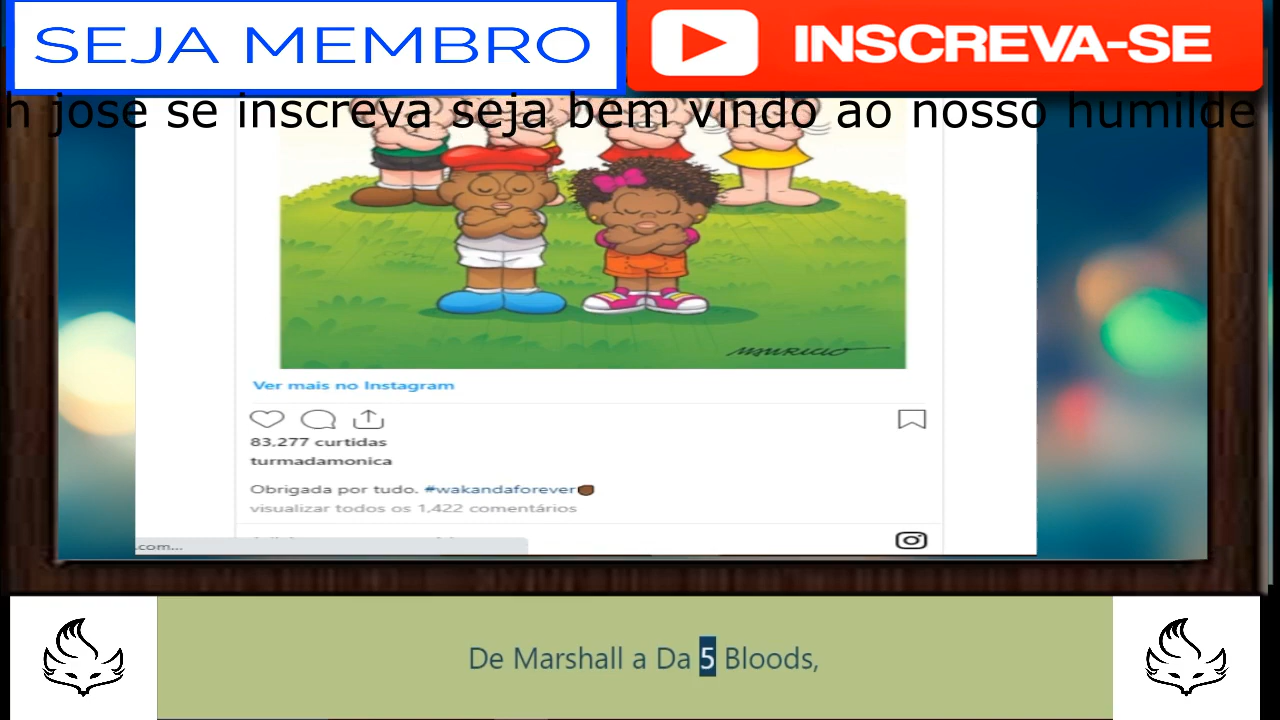 SEJA MEMBRO
INSCREVA-SE
h jose se inscreva seja bem vindo ao nosso humilde
MAURICIO
Ver mais no Instagram
83.277 curtidas
turmadamonica
Obrigada por tudo. #wakandaforever
visualizar todos os 1,422 comentários
.com...
De Marshall a Da 5 Bloods,